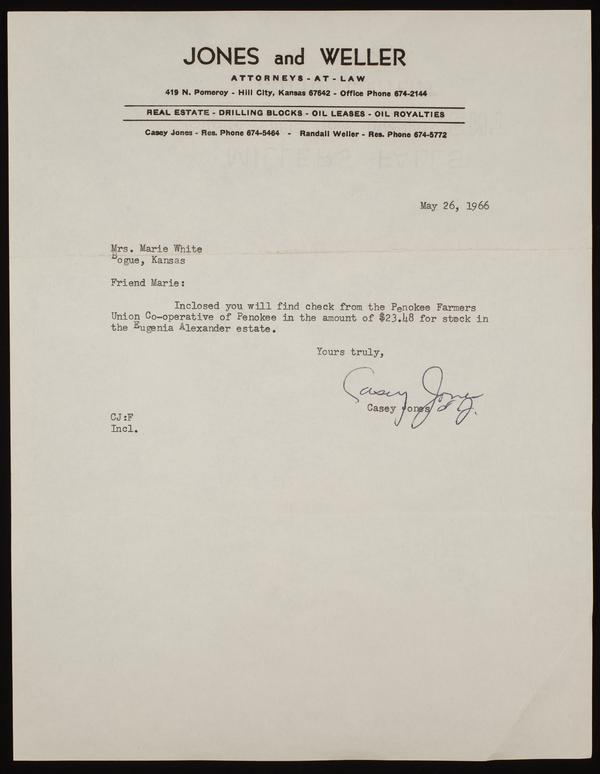 JONES and WELLER
ATTORNEYS - AT - LAW
419 N. Pomeroy - Hill City, Kansas 67642 - Office Phone 674-2144
REAL ESTATE - DRILLING BLOCKS - OIL LEASES - OIL ROYALTIES
Casey Jones - Res. Phone 674-5464 - Randall Weller - Res. Phone 674-5772
May 26, 1966
Mrs. Marie White
Bogue, Kansas
Friend Marie:
Inclosed you will find check from the Penokee Farmers
Union Co-operative of Penokee in the amount of $23.48 for stock in
the Eugenia Alexander estate.
Yours truly,
Casey Jones
Casey Jones
CJ:F
Incl.